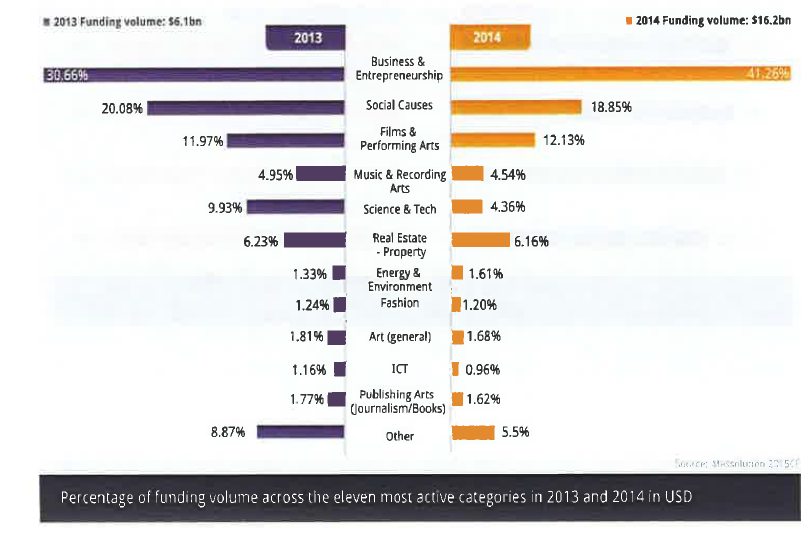 2013 Funding volume: $6.1bn
2014 Funding volume: $16.2bn
2013
2014
Business &
Entrepreneurship
30.66%
41.26%
20.08%
Social Causes
18.85%
11.97%
Films &
Performing Arts
12.13%
4.95%
Music & Recording
Arts
4.54%
9.93%
Science & Tech
4.36%
6.23%
Real Estate
- Property
6.16%
1.33%
Energy &
Environment
1.61%
1.24%
Fashion
1.20%
1.81%
Art (general)
1.68%
1.16%
ICT
0.96%
1.77%
Publishing Arts
(Journalism/Books)
1.62%
8.87%
Other
5.5%
Source: Massolution
Percentage of funding volume across the eleven most active categories in 2013 and 2014 in USD